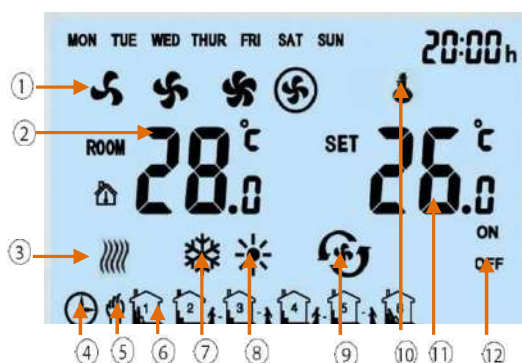 MON TUE WED THUR FRI SAT SUN 20:00h
1
2 ROOM 28.0 °C SET 26.0 °C
3 ON
OFF
1 2 3 4 5 6
4 5 6 7 8 9 10 11 12